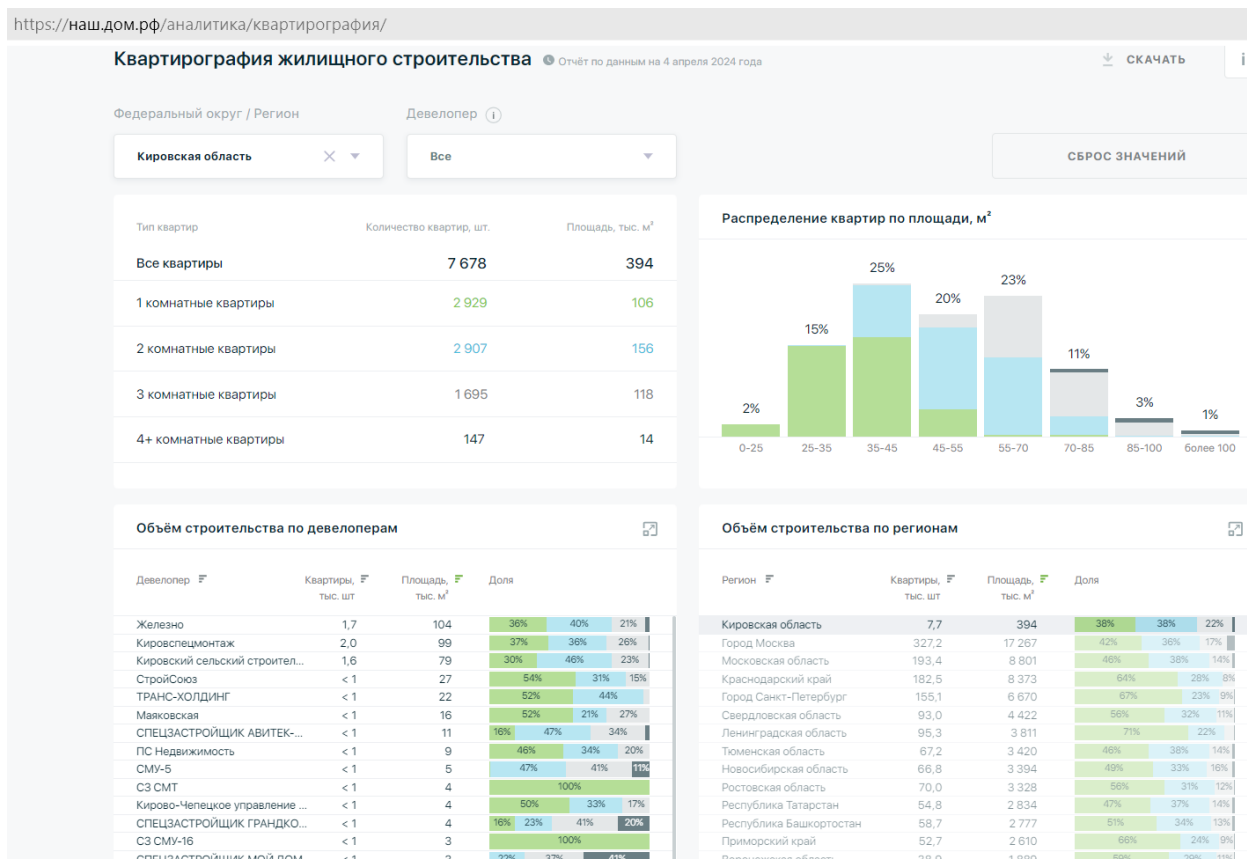 https://наш.дом.рф/аналитика/квартирография/
Квартирография жилищного строительства Отчёт по данным на 4 апреля 2024 года
СКАЧАТЬ
Федеральный округ / Регион Девелопер i
Кировская область Все СБРОС ЗНАЧЕНИЙ
Тип квартир Количество квартир, шт. Площадь, тыс. м²
Все квартиры 7 678 394
1 комнатные квартиры 2 929 106
2 комнатные квартиры 2 907 156
3 комнатные квартиры 1 695 118
4+ комнатные квартиры 147 14
Распределение квартир по площади, м²
2% 15% 25% 20% 23% 11% 3% 1%
0-25 25-35 35-45 45-55 55-70 70-85 85-100 более 100
Объём строительства по девелоперам
Девелопер Квартиры, тыс. шт Площадь, тыс. м² Доля
Железно 1,7 104 36% 40% 21%
Кировспецмонтаж 2,0 99 37% 36% 26%
Кировский сельский строител... 1,6 79 30% 46% 23%
СтройСоюз < 1 27 54% 31% 15%
ТРАНС-ХОЛДИНГ < 1 22 52% 44%
Маяковская < 1 16 52% 21% 27%
СПЕЦЗАСТРОЙЩИК АВИТЕК-... < 1 11 16% 47% 34%
ПС Недвижимость < 1 9 46% 34% 20%
СМУ-5 < 1 5 47% 41% 11%
СЗ СМТ < 1 4 100%
Кирово-Чепецкое управление ... < 1 4 50% 33% 17%
СПЕЦЗАСТРОЙЩИК ГРАНДКО... < 1 4 16% 23% 41% 20%
СЗ СМУ-16 < 1 3 100%
СПЕЦЗАСТРОЙЩИК МОЙ ДОМ < 1 22% 37% 41%
Объём строительства по регионам
Регион Квартиры, тыс. шт Площадь, тыс. м² Доля
Кировская область 7,7 394 38% 38% 22%
Город Москва 327,2 17 267 42% 36% 17%
Московская область 193,4 8 801 46% 38% 14%
Краснодарский край 182,5 8 373 64% 28% 8%
Город Санкт-Петербург 155,1 6 670 67% 23% 9%
Свердловская область 93,0 4 422 56% 32% 11%
Ленинградская область 95,3 3 811 71% 22%
Тюменская область 67,2 3 420 46% 38% 14%
Новосибирская область 66,8 3 394 49% 33% 16%
Ростовская область 70,0 3 328 56% 31% 12%
Республика Татарстан 54,8 2 834 47% 37% 14%
Республика Башкортостан 58,7 2 777 51% 34% 13%
Приморский край 52,7 2 610 66% 24% 9%
Воронежская область 38,9 1 889 59% 29% 11%